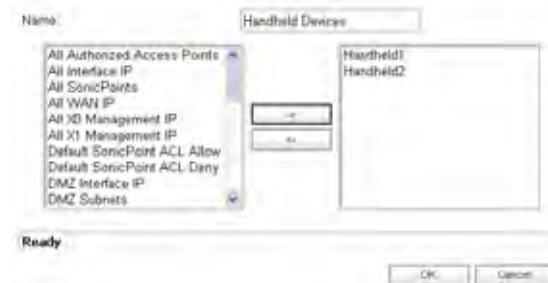 Name: Handheld Devices
All Authorized Access Points
All Interface IP
All SonicPoints
All WAN IP
All X0 Management IP
All X1 Management IP
Default SonicPoint ACL Allow
Default SonicPoint ACL Deny
DMZ Interface IP
DMZ Subnets
->
<-
Handheld1
Handheld2
Ready
OK Cancel